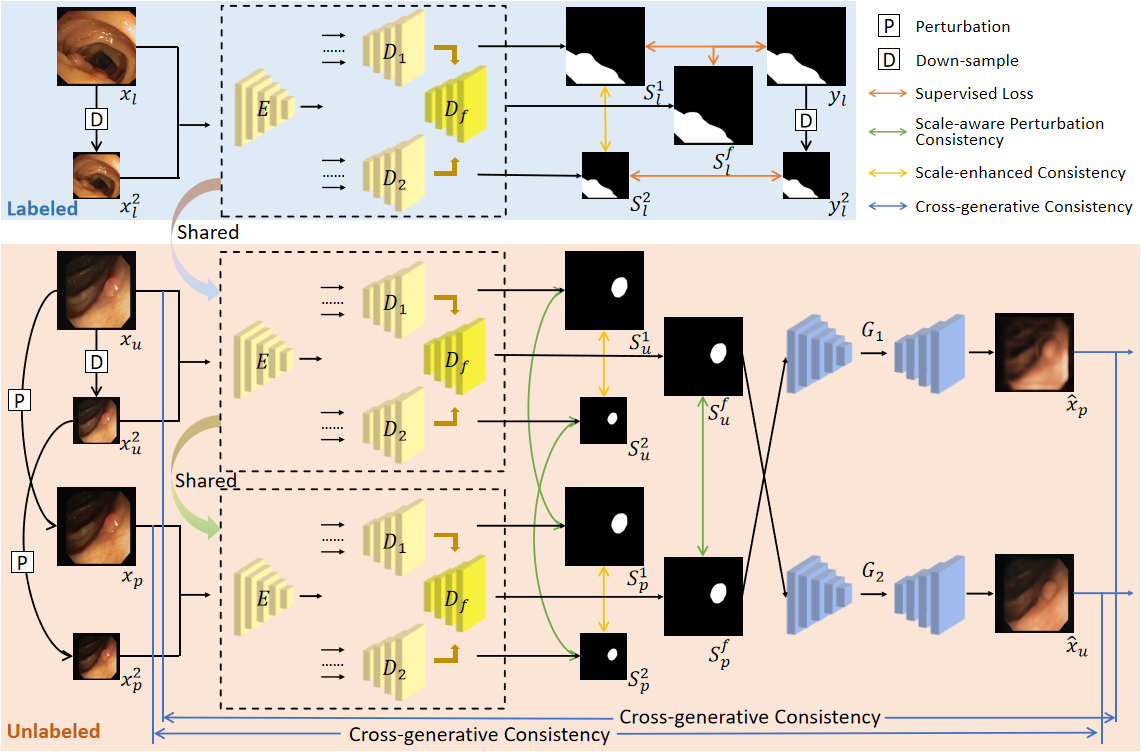 P Perturbation
D Down-sample
Supervised Loss
Scale-aware Perturbation
Consistency
Scale-enhanced Consistency
Cross-generative Consistency
x_l
D
x_l^2
Labeled
E
......
D_1
D_f
......
D_2
S_l^1
S_l^f
S_l^2
y_l
D
y_l^2
Shared
x_u
D
P
x_u^2
E
......
D_1
D_f
......
D_2
S_u^1
S_u^f
S_u^2
G_1
x̂_p
Shared
x_p
P
x_p^2
E
......
D_1
D_f
......
D_2
S_p^1
S_p^f
S_p^2
G_2
x̂_u
Cross-generative Consistency
Cross-generative Consistency
Unlabeled